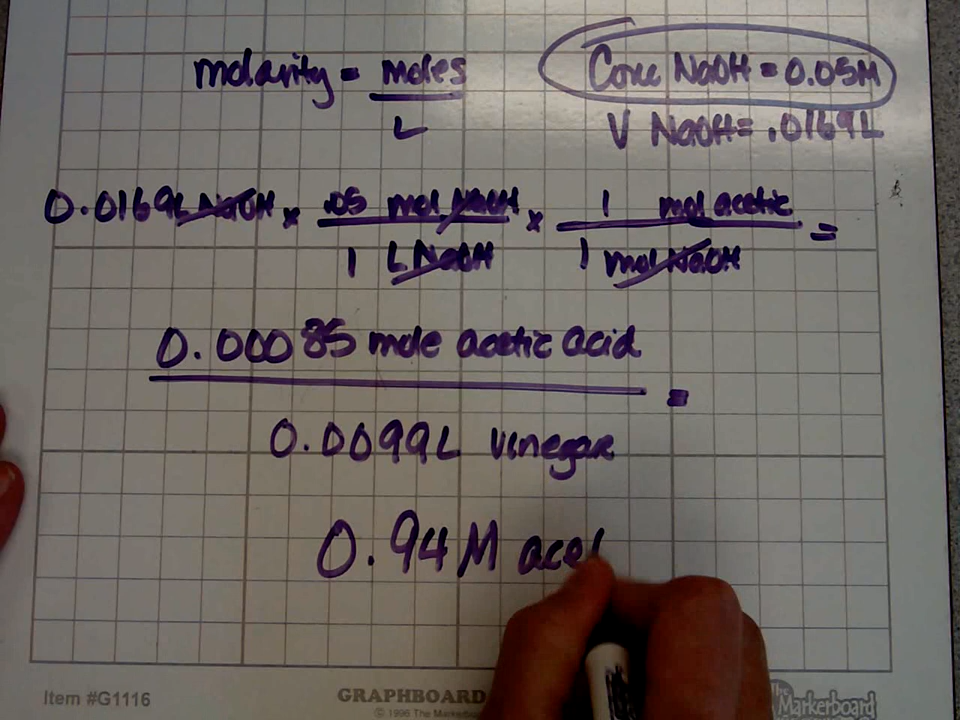 molarity = moles
L
Conc NaOH = 0.05M
V NaOH = .0169L
0.0169L NaOH x .05 mol NaOH x 1 mol acetic =
1 L NaOH 1 mol NaOH
0.00085 mole acetic acid
=
0.0099L vinegar
0.94 M acet
Item #G1116
GRAPHBOARD
© 1996 The Markerboard
The Markerboard